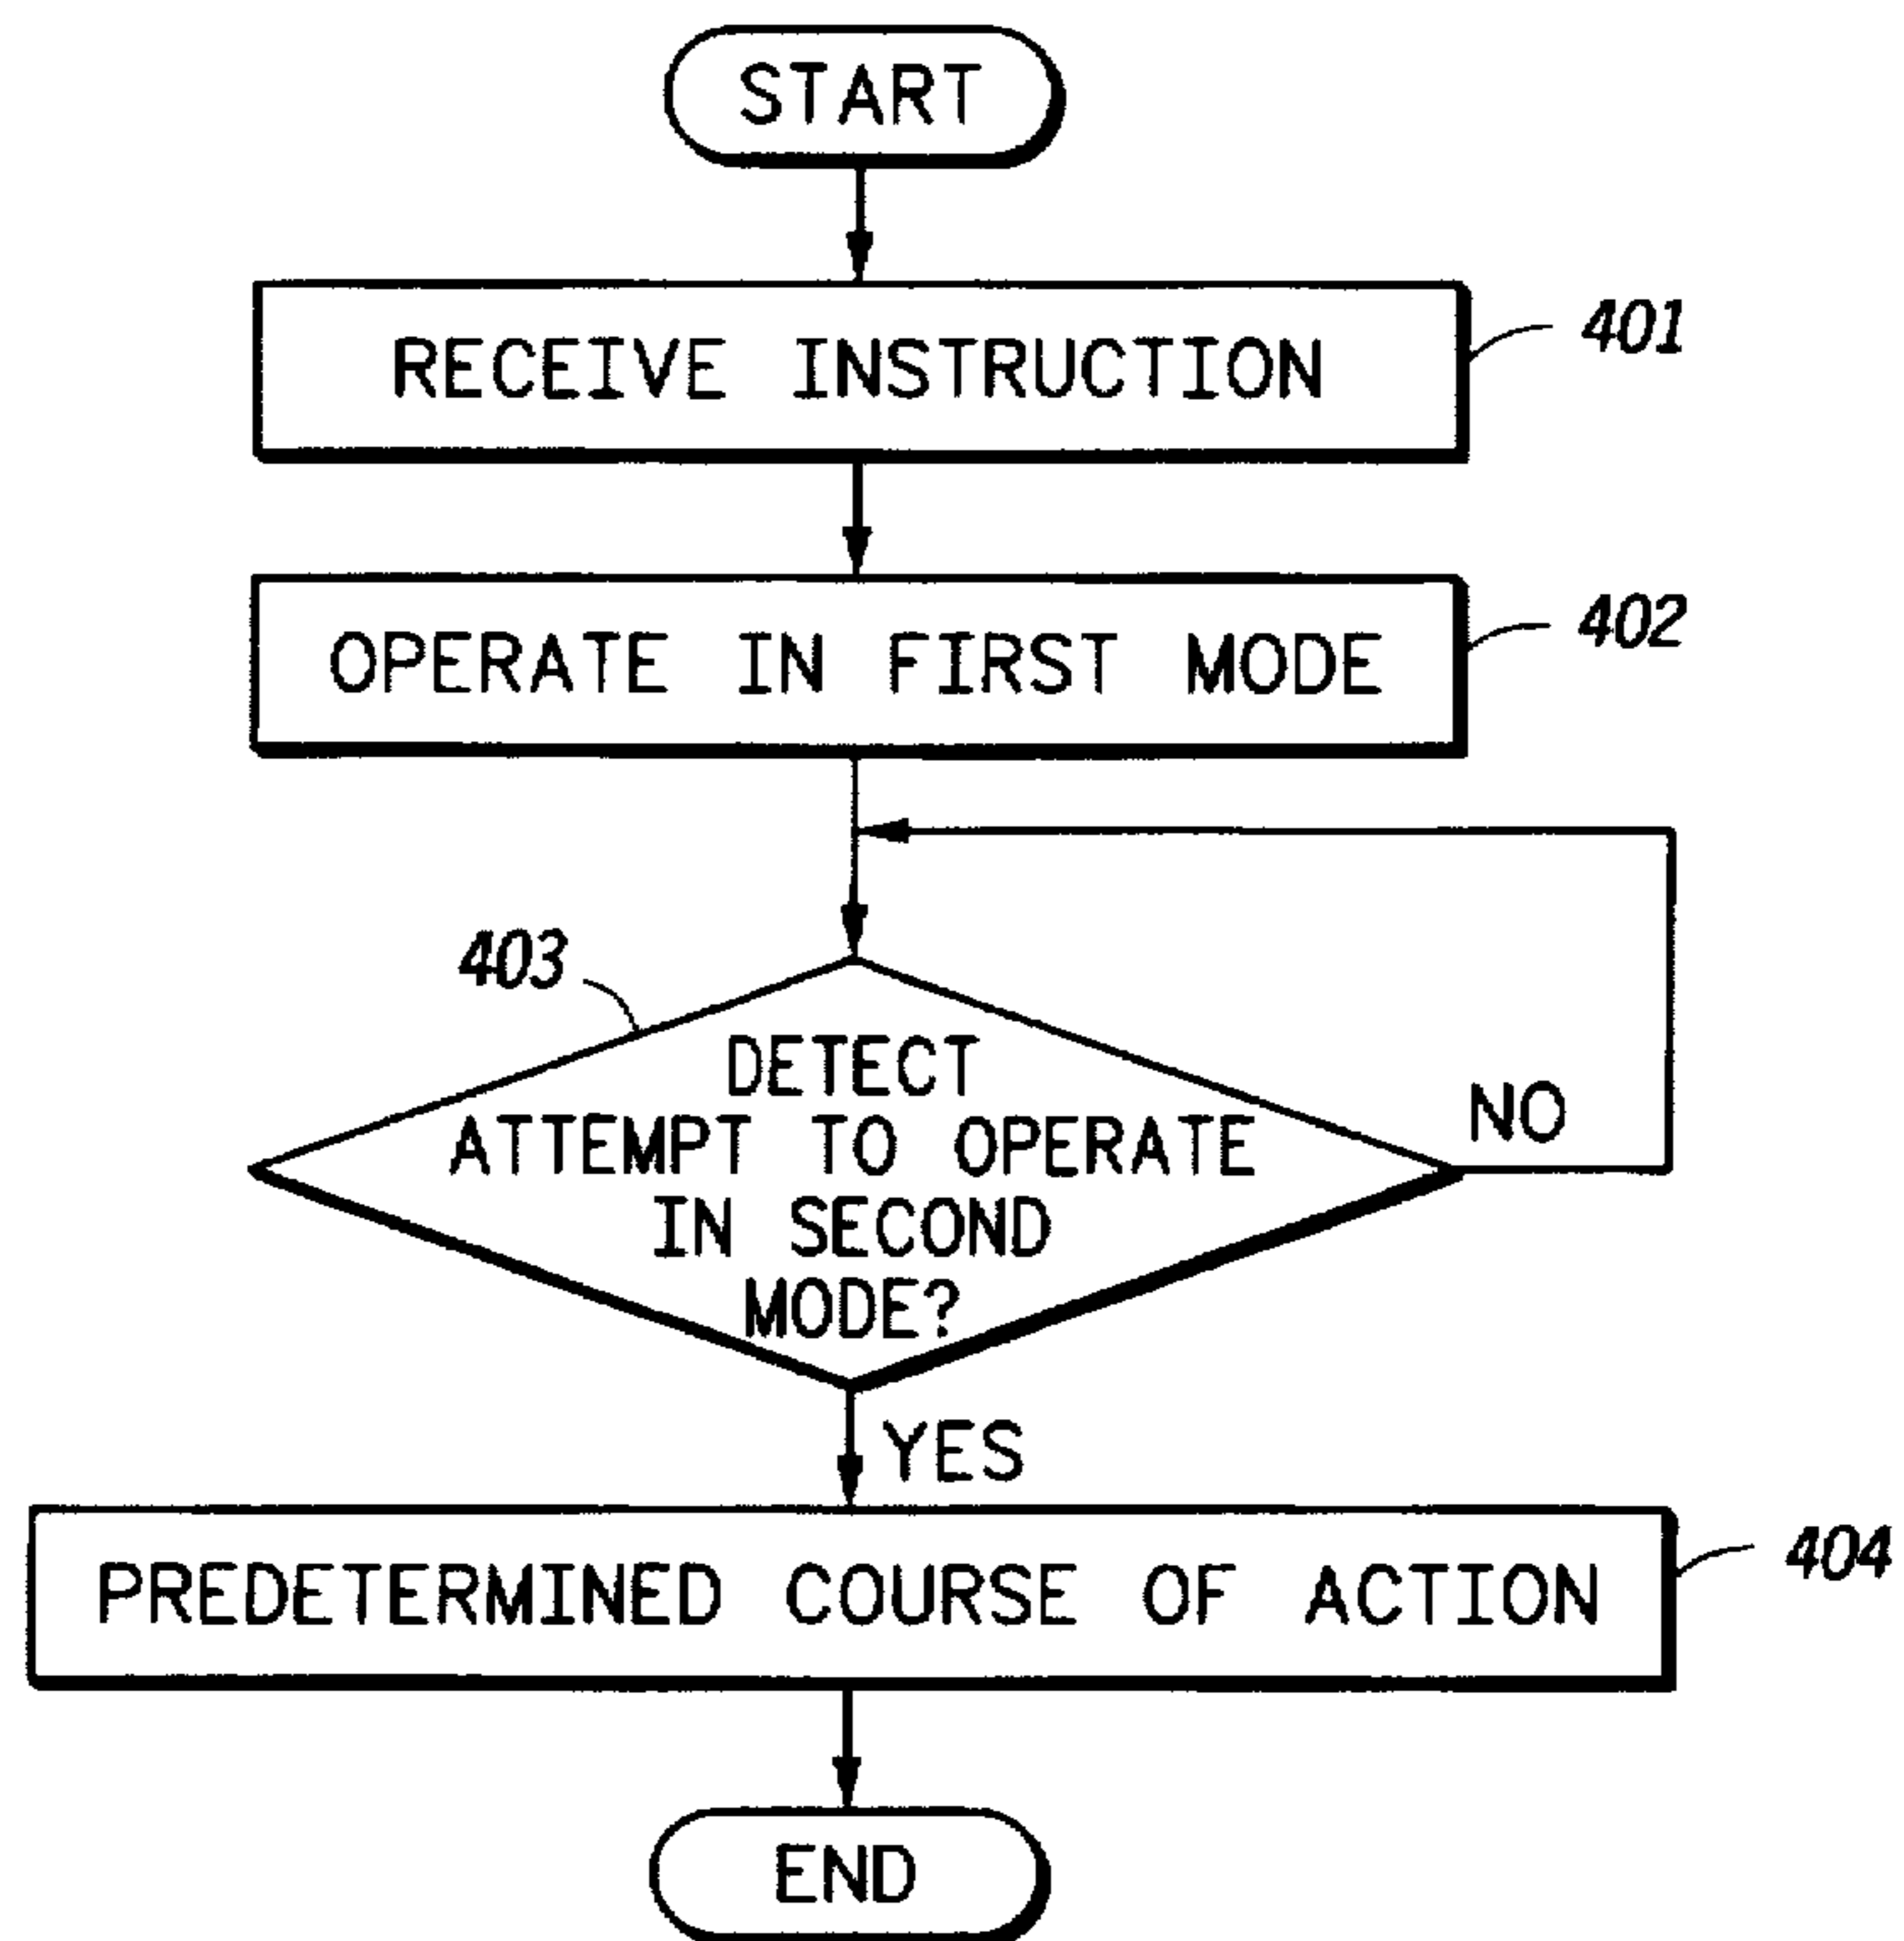 START
RECEIVE INSTRUCTION
401
OPERATE IN FIRST MODE
402
403
DETECT
ATTEMPT TO OPERATE
IN SECOND
MODE?
NO
YES
PREDETERMINED COURSE OF ACTION
404
END